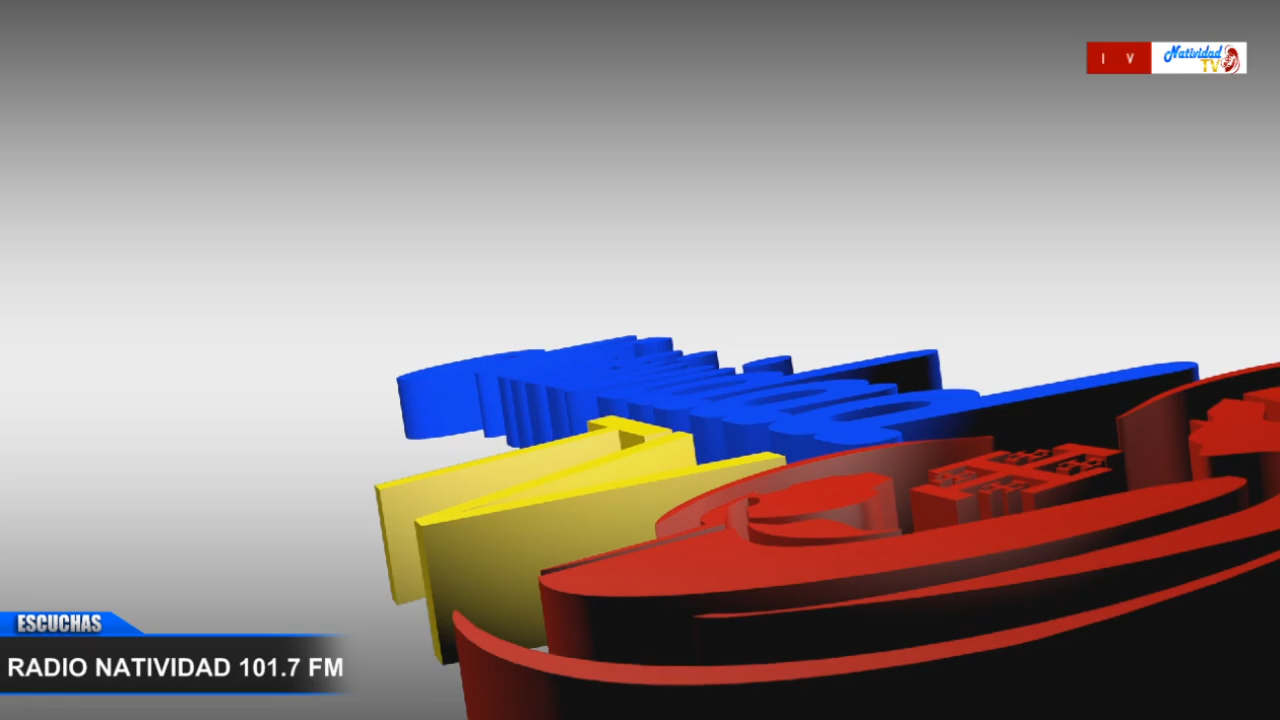 I V
Natividad
TV
ESCUCHAS
RADIO NATIVIDAD 101.7 FM